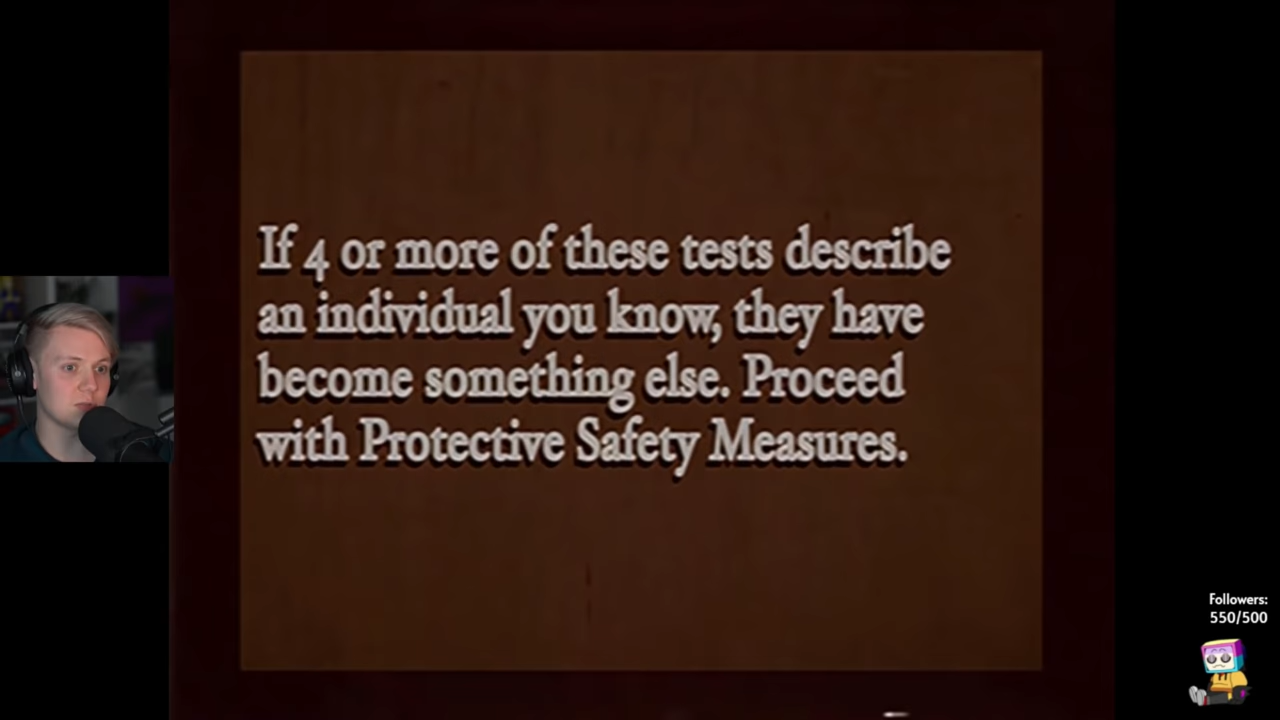 If 4 or more of these tests describe
an individual you know, they have
become something else. Proceed
with Protective Safety Measures.
Followers:
550/500